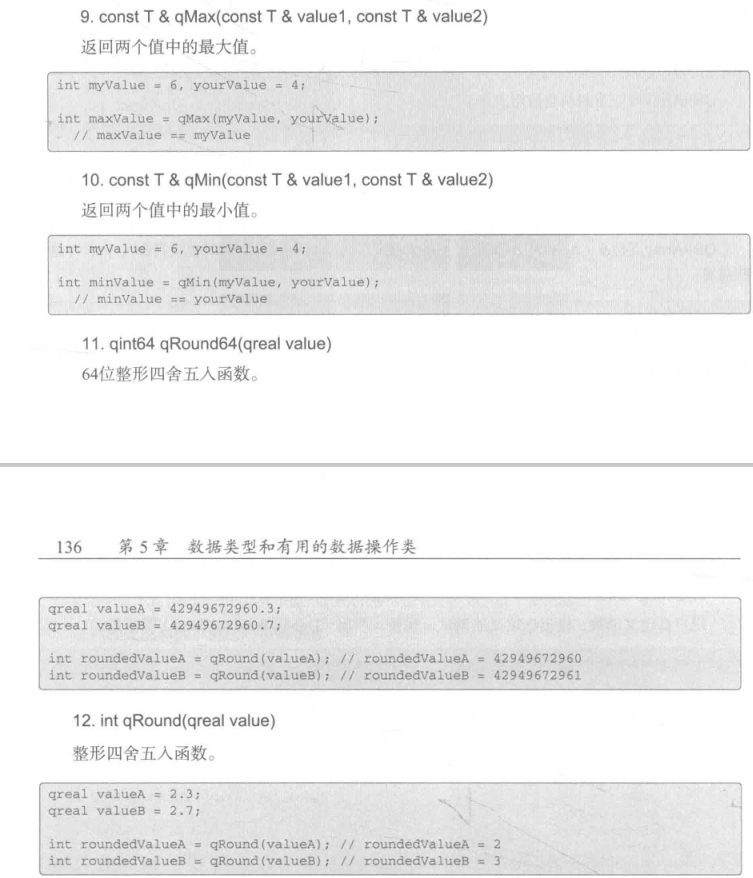 9. const T & qMax(const T & value1, const T & value2)
返回两个值中的最大值。
int myValue = 6, yourValue = 4;
int maxValue = qMax(myValue, yourValue);
// maxValue == myValue
10. const T & qMin(const T & value1, const T & value2)
返回两个值中的最小值。
int myValue = 6, yourValue = 4;
int minValue = qMin(myValue, yourValue);
// minValue == yourValue
11. qint64 qRound64(qreal value)
64位整形四舍五入函数。
136 第 5 章 数据类型和有用的数据操作类
qreal valueA = 42949672960.3;
qreal valueB = 42949672960.7;
int roundedValueA = qRound(valueA); // roundedValueA = 42949672960
int roundedValueB = qRound(valueB); // roundedValueB = 42949672961
12. int qRound(qreal value)
整形四舍五入函数。
qreal valueA = 2.3;
qreal valueB = 2.7;
int roundedValueA = qRound(valueA); // roundedValueA = 2
int roundedValueB = qRound(valueB); // roundedValueB = 3